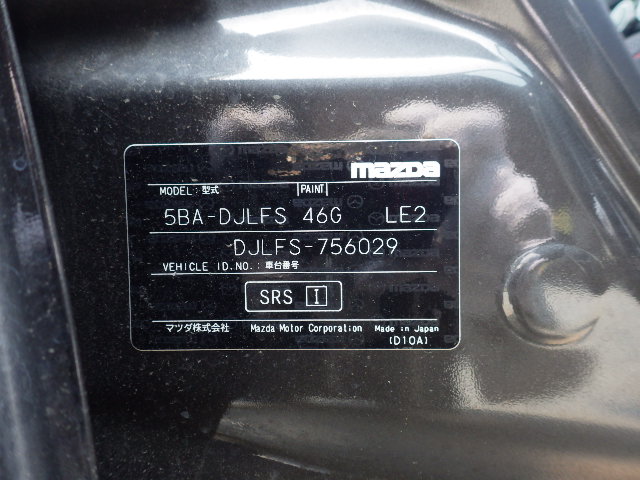 mazda
MODEL: 型式 PAINT
5BA-DJLFS 46G LE2
DJLFS-756029
VEHICLE ID.NO.: 車台番号
SRS I
マツダ株式会社 Mazda Motor Corporation Made in Japan
(D10A)